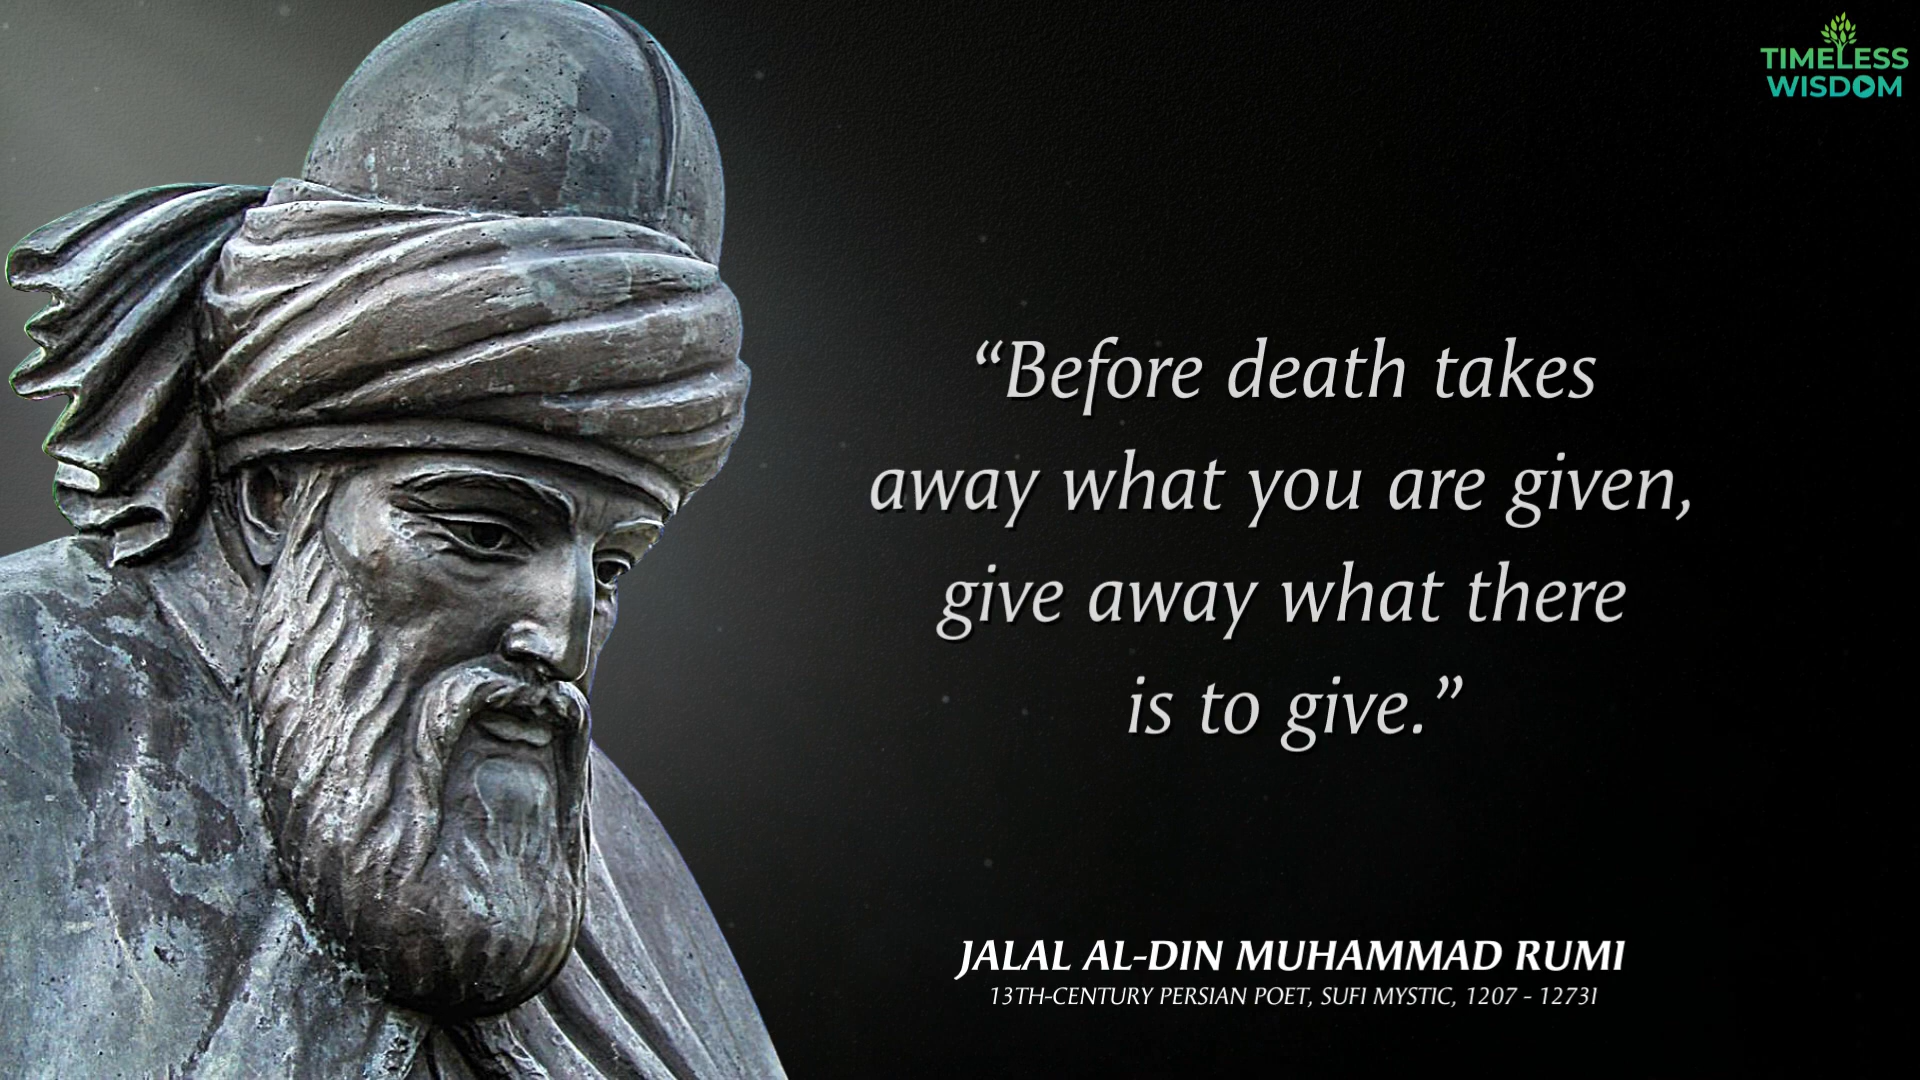 TIMELESS
WISDOM
“Before death takes
away what you are given,
give away what there
is to give.”
JALAL AL-DIN MUHAMMAD RUMI
13TH-CENTURY PERSIAN POET, SUFI MYSTIC, 1207 - 1273I